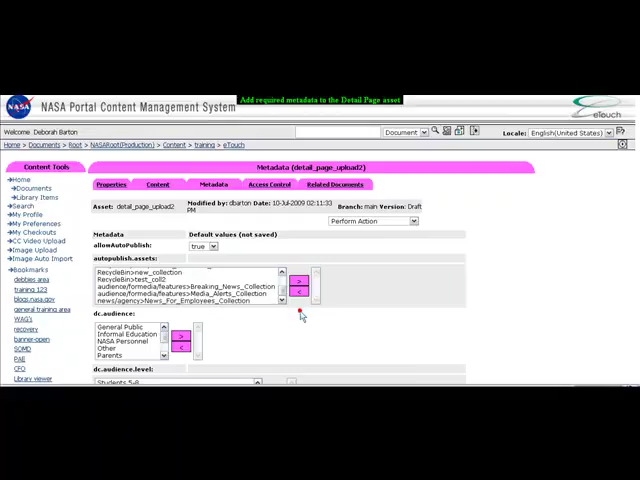 Add required metadata to the Detail Page asset
NASA
NASA Portal Content Management System
eTouch
Welcome. Deborah Barton
Document
Locale: English(United States)
Home > Documents > Root > NASARoot(Production) > Content > training > eTouch
Content Tools
Metadata (detail_page_upload2)
Home
Documents
Library Items
Search
My Profile
My Preferences
My Checkouts
CC Video Upload
Image Upload
Image Auto Import
Bookmarks
debbies area
training 123
blogs.nasa.gov
general training area
WAG's
recovery
banner-open
SOMD
PAE
CFO
Library viewer
Properties Content Metadata Access Control Related Documents
Asset: detail_page_upload2 Modified by: dbarton Date: 10-Jul-2009 02:11:33 PM Branch: main Version: Draft
Perform Action
Metadata Default values (not saved)
allowAutoPublish: true
autopublish.assets:
RecycleBin>new_collection
RecycleBin>test_coll2
audience/formedia/features>Breaking_News_Collection
audience/formedia/features>Media_Alerts_Collection
news/agency>News_For_Employees_Collection
>
<
dc.audience:
General Public
Informal Education
NASA Personnel
Other
Parents
>
<
dc.audience.level:
Students 5-8